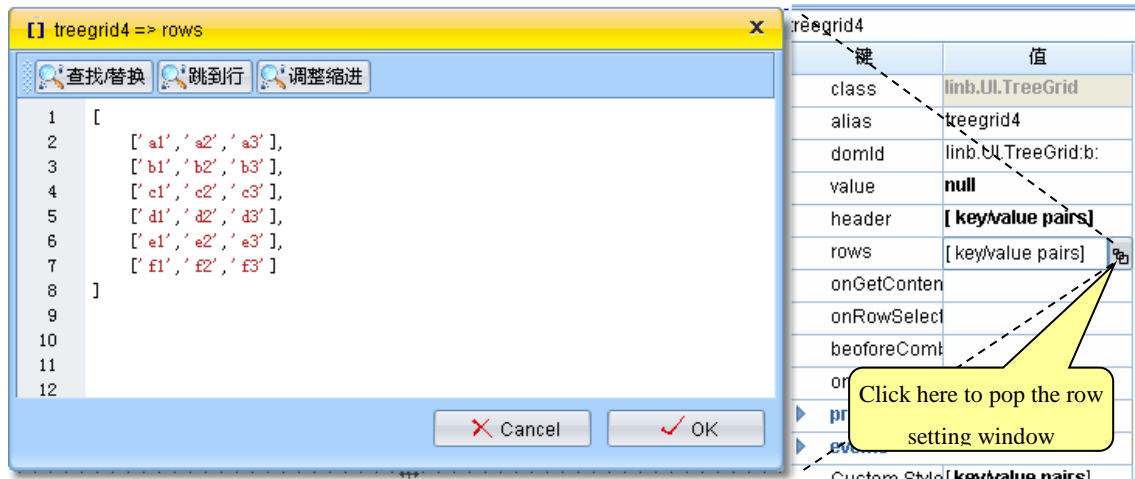 [] treegrid4 => rows x
查找/替换 跳到行 调整缩进
1 [
2 ['a1','a2','a3'],
3 ['b1','b2','b3'],
4 ['c1','c2','c3'],
5 ['d1','d2','d3'],
6 ['e1','e2','e3'],
7 ['f1','f2','f3']
8 ]
9
10
11
12
Cancel OK
treegrid4
键 值
class linb.UI.TreeGrid
alias treegrid4
domId linb.UI.TreeGrid:b:
value null
header [ key/value pairs]
rows [ key/value pairs]
onGetConten
onRowSelect
beoforeComb
on
pr
events
Custom Style [ key/value pairs]
Click here to pop the row
setting window